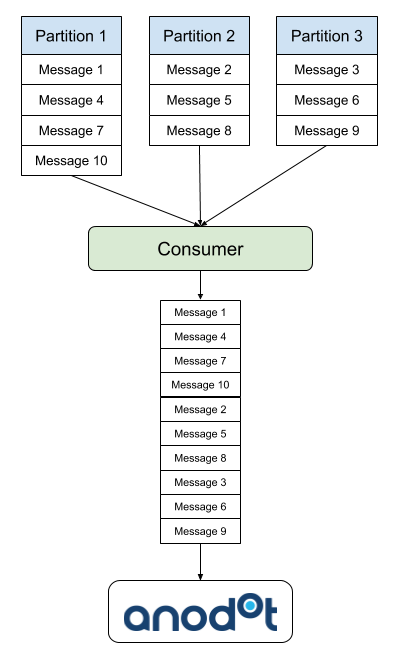 Partition 1
Message 1
Message 4
Message 7
Message 10
Partition 2
Message 2
Message 5
Message 8
Partition 3
Message 3
Message 6
Message 9
Consumer
Message 1
Message 4
Message 7
Message 10
Message 2
Message 5
Message 8
Message 3
Message 6
Message 9
anodot